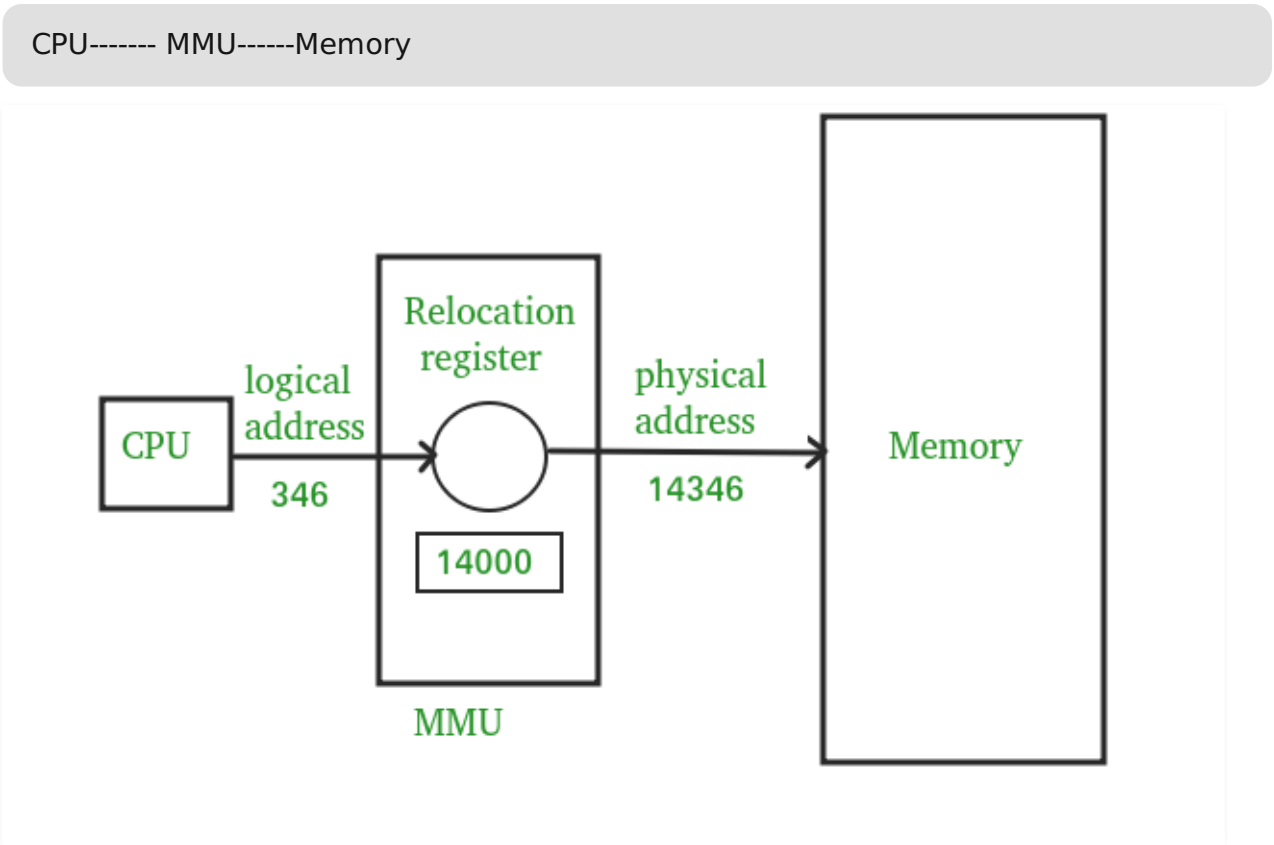 CPU------- MMU------Memory
Relocation
register
logical
address
physical
address
CPU
Memory
346
14346
14000
MMU